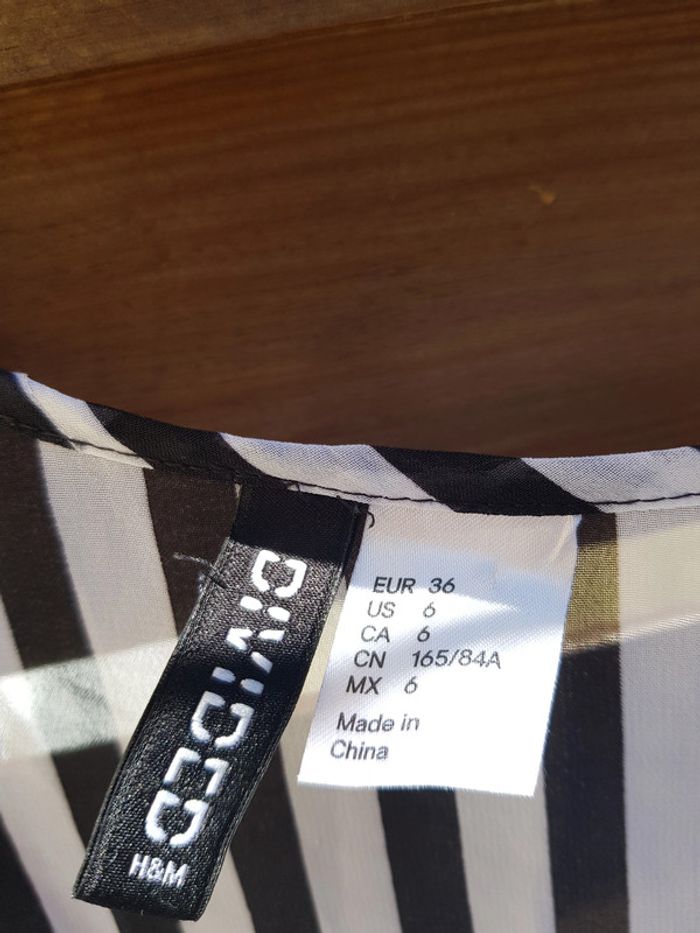 DIVIDED
H&M
EUR 36
US 6
CA 6
CN 165/84A
MX 6
Made in
China